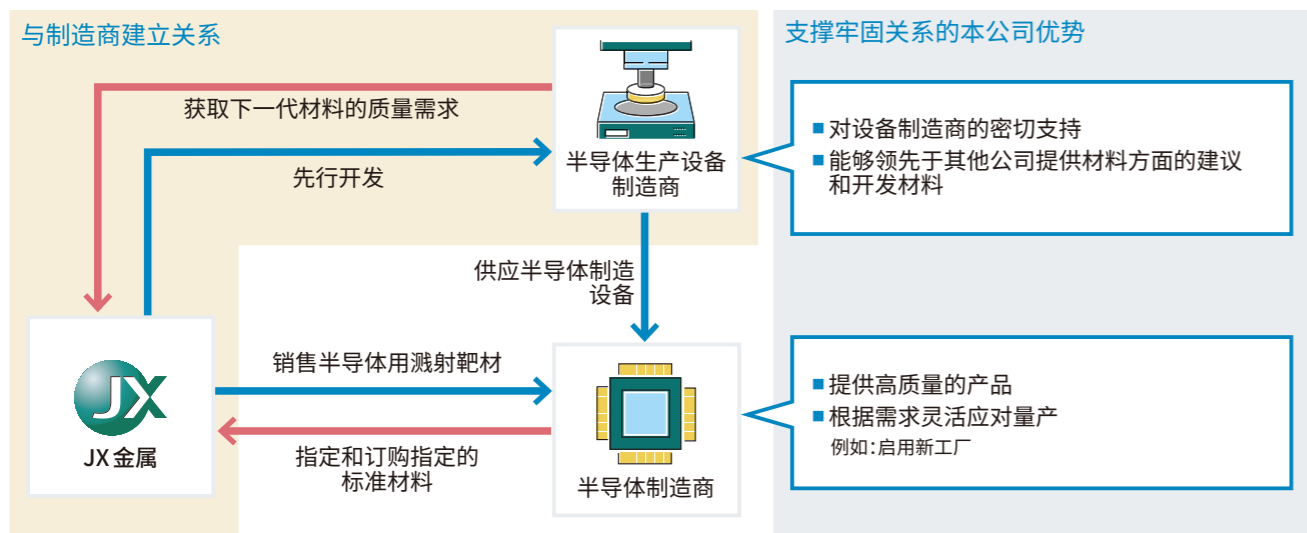 与制造商建立关系
支撑牢固关系的本公司优势
获取下一代材料的质量需求
先行开发
半导体生产设备
制造商
■ 对设备制造商的密切支持
■ 能够领先于其他公司提供材料方面的建议
和开发材料
供应半导体制造
设备
JX
JX金属
销售半导体用溅射靶材
指定和订购指定的
标准材料
半导体制造商
■ 提供高质量的产品
■ 根据需求灵活应对量产
例如:启用新工厂